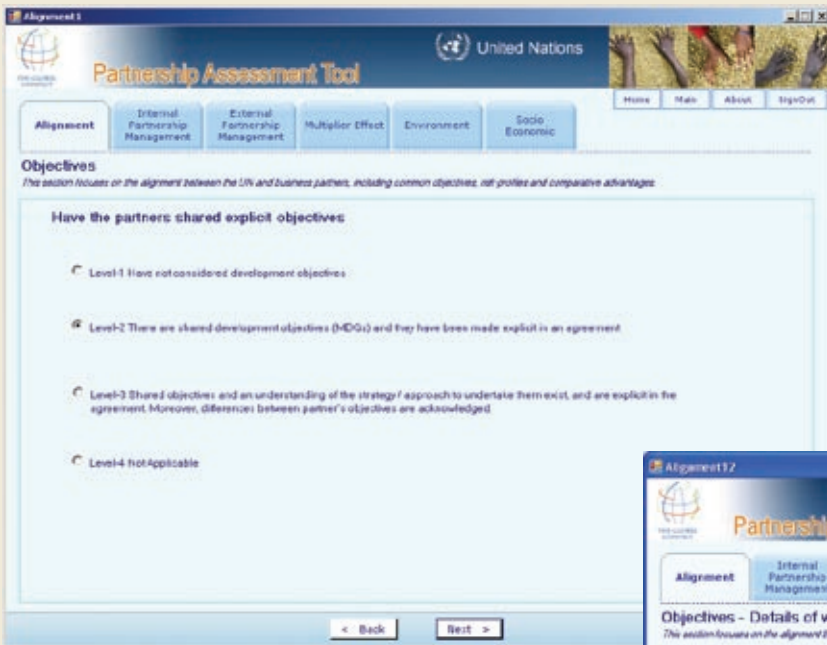 Alignment1
United Nations
Partnership Assessment Tool
THE GLOBAL COMPACT
Home Main About SignOut
Alignment
Internal Partnership Management
External Partnership Management
Multiplier Effect
Environment
Socio Economic
Objectives
This section focuses on the alignment between the UN and business partners, including common objectives, risk profiles and comparative advantages.
Have the partners shared explicit objectives
Level-1 Have not considered development objectives
Level-2 There are shared development objectives (MDGs) and they have been made explicit in an agreement
Level-3 Shared objectives and an understanding of the strategy / approach to undertake them exist, and are explicit in the
agreement. Moreover, differences between partner's objectives are acknowledged
Level-4 Not Applicable
< Back Next >
Alignment12
Partnership
Alignment
Internal Partnership Management
Objectives - Details of
This section focuses on the alignment